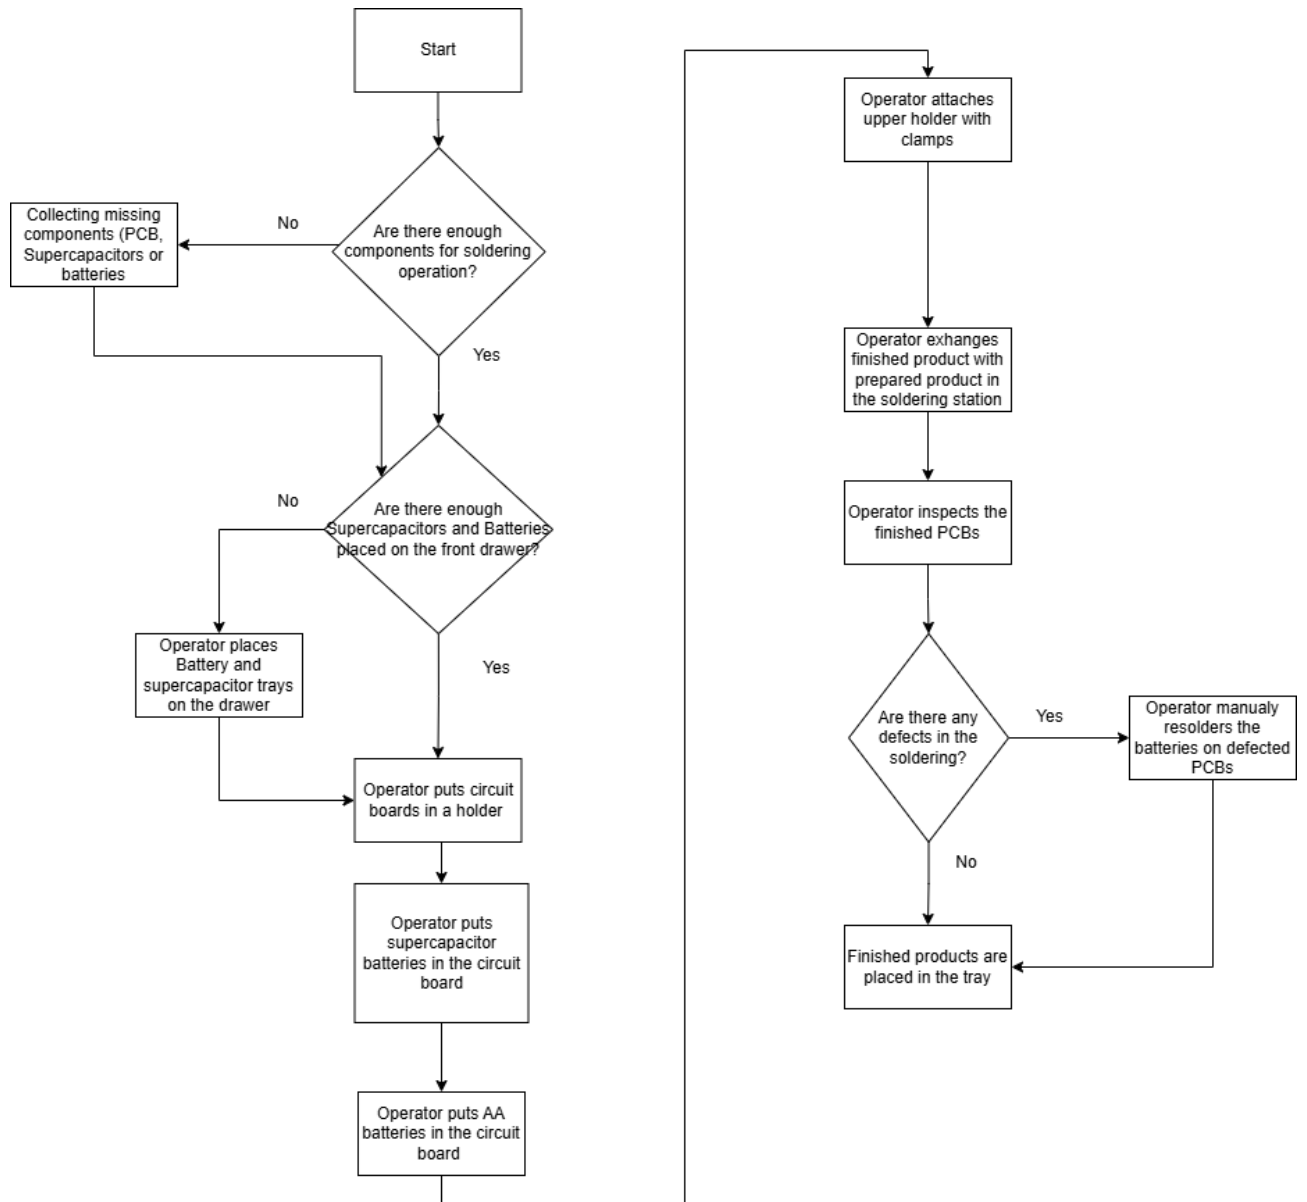 Start
Are there enough
components for soldering
operation?
No
Collecting missing
components (PCB,
Supercapacitors or
batteries
Yes
Are there enough
Supercapacitors and Batteries
placed on the front drawer?
No
Operator places
Battery and
supercapacitor trays
on the drawer
Yes
Operator puts circuit
boards in a holder
Operator puts
supercapacitor
batteries in the circuit
board
Operator puts AA
batteries in the circuit
board
Operator attaches
upper holder with
clamps
Operator exhanges
finished product with
prepared product in
the soldering station
Operator inspects the
finished PCBs
Are there any
defects in the
soldering?
Yes
Operator manualy
resolders the
batteries on defected
PCBs
No
Finished products are
placed in the tray